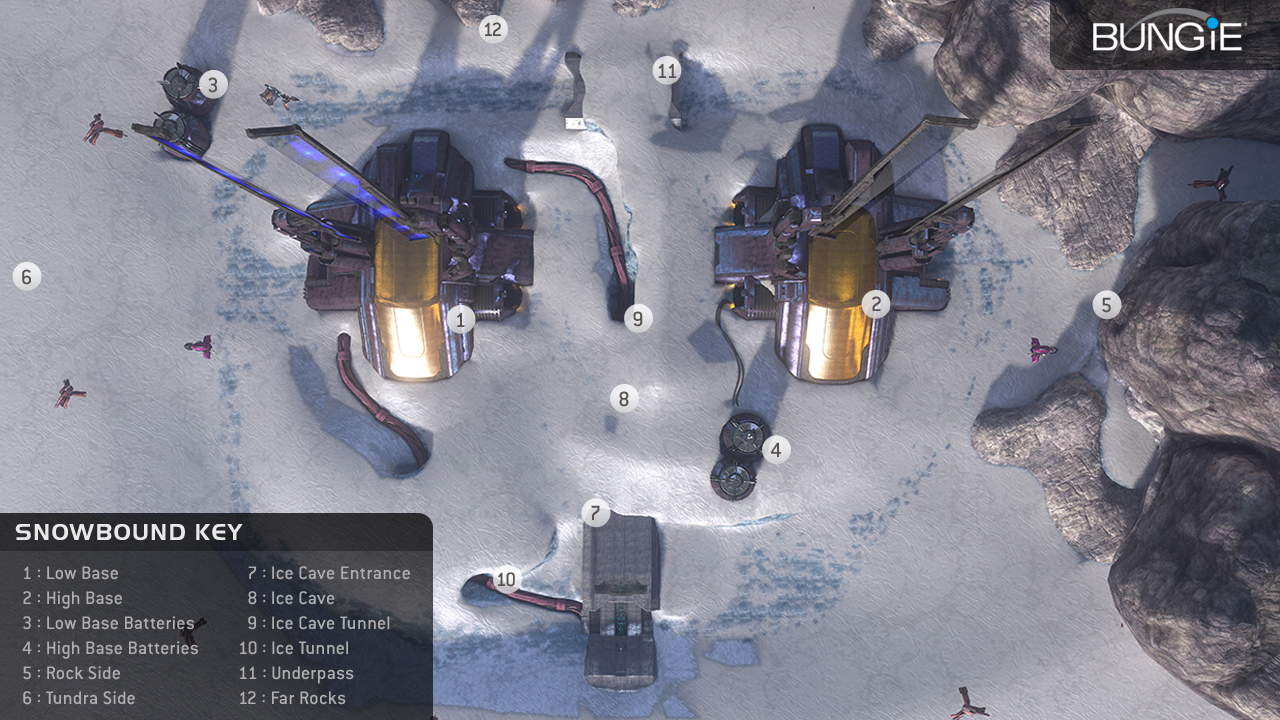 12
BUNGiE
11
3
6
5
2
1
9
8
4
7
10
SNOWBOUND KEY
1 : Low Base
2 : High Base
3 : Low Base Batteries
4 : High Base Batteries
5 : Rock Side
6 : Tundra Side
7 : Ice Cave Entrance
8 : Ice Cave
9 : Ice Cave Tunnel
10 : Ice Tunnel
11 : Underpass
12 : Far Rocks